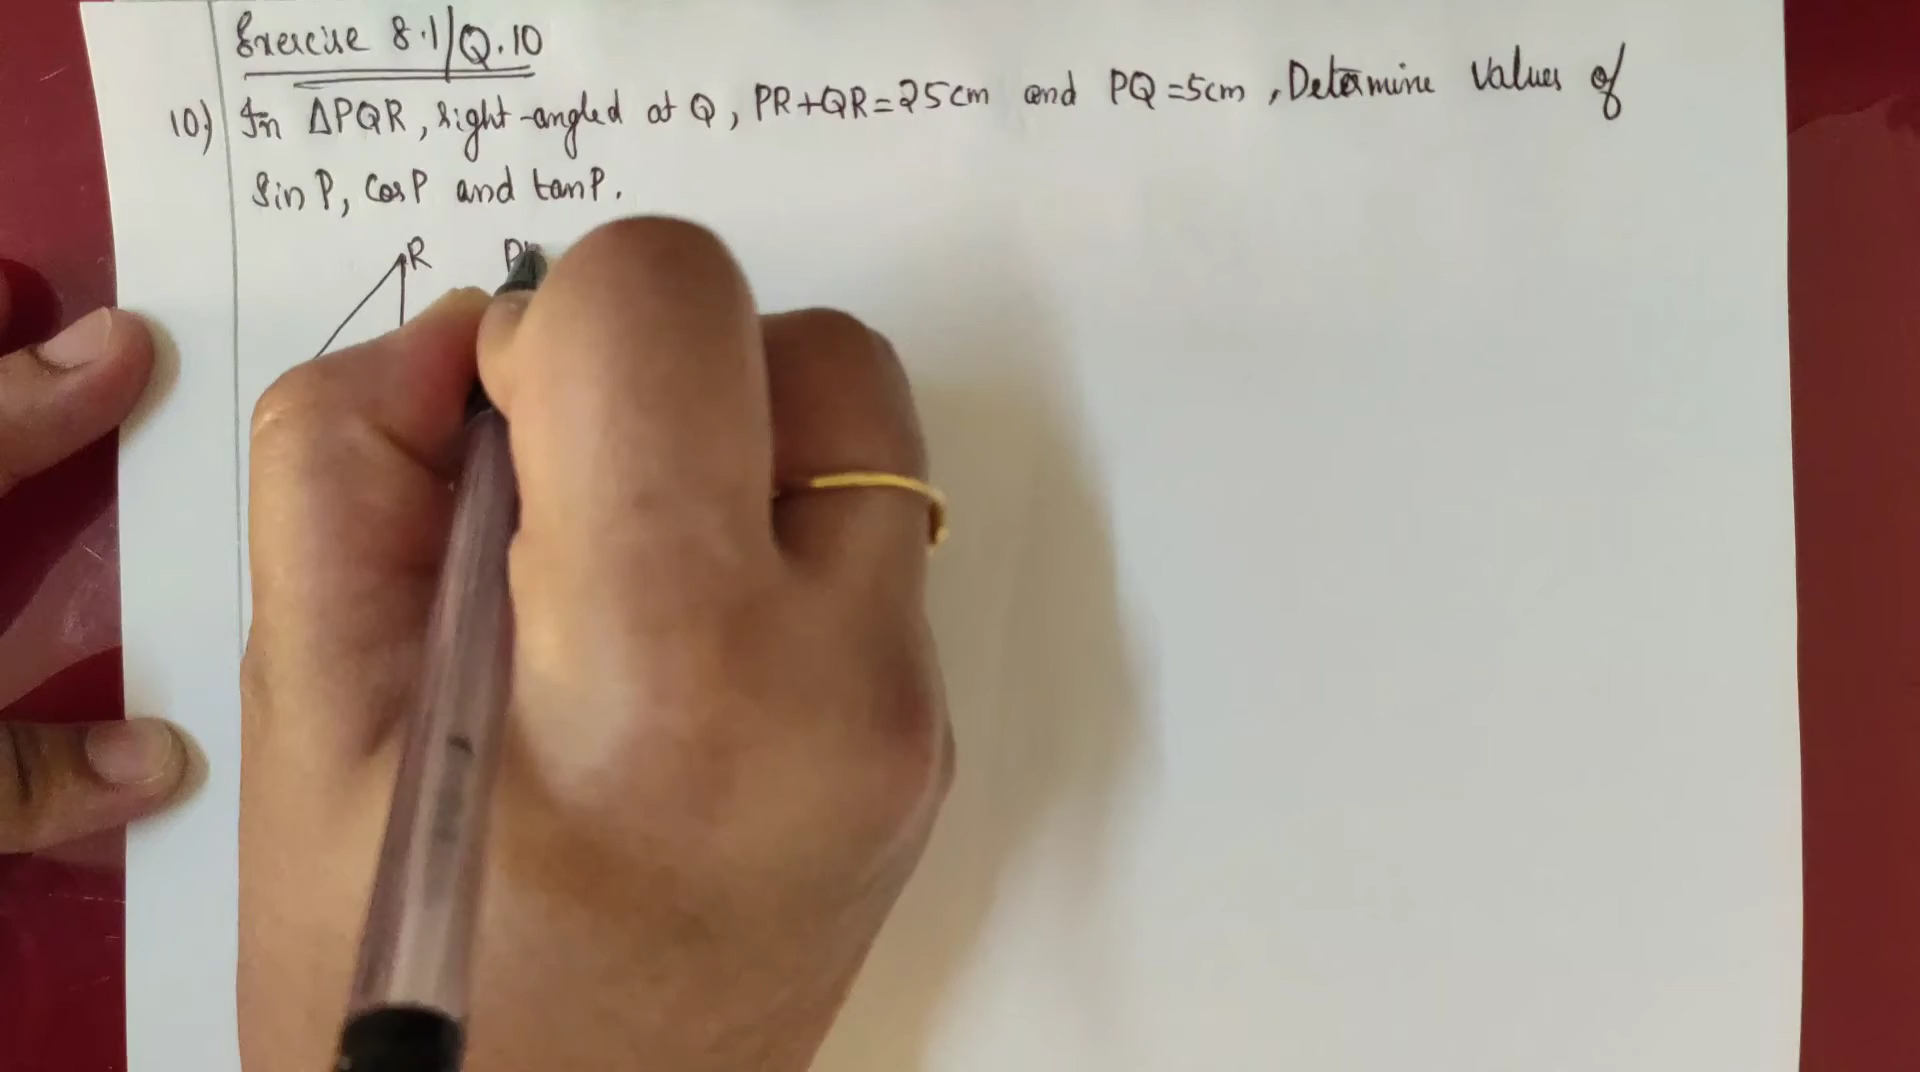 Exercise 8.1/Q.10
10) In ΔPQR, right-angled at Q, PR+QR=25cm and PQ=5cm, Determine Values of
Sin P, Cos P and tan P.
R